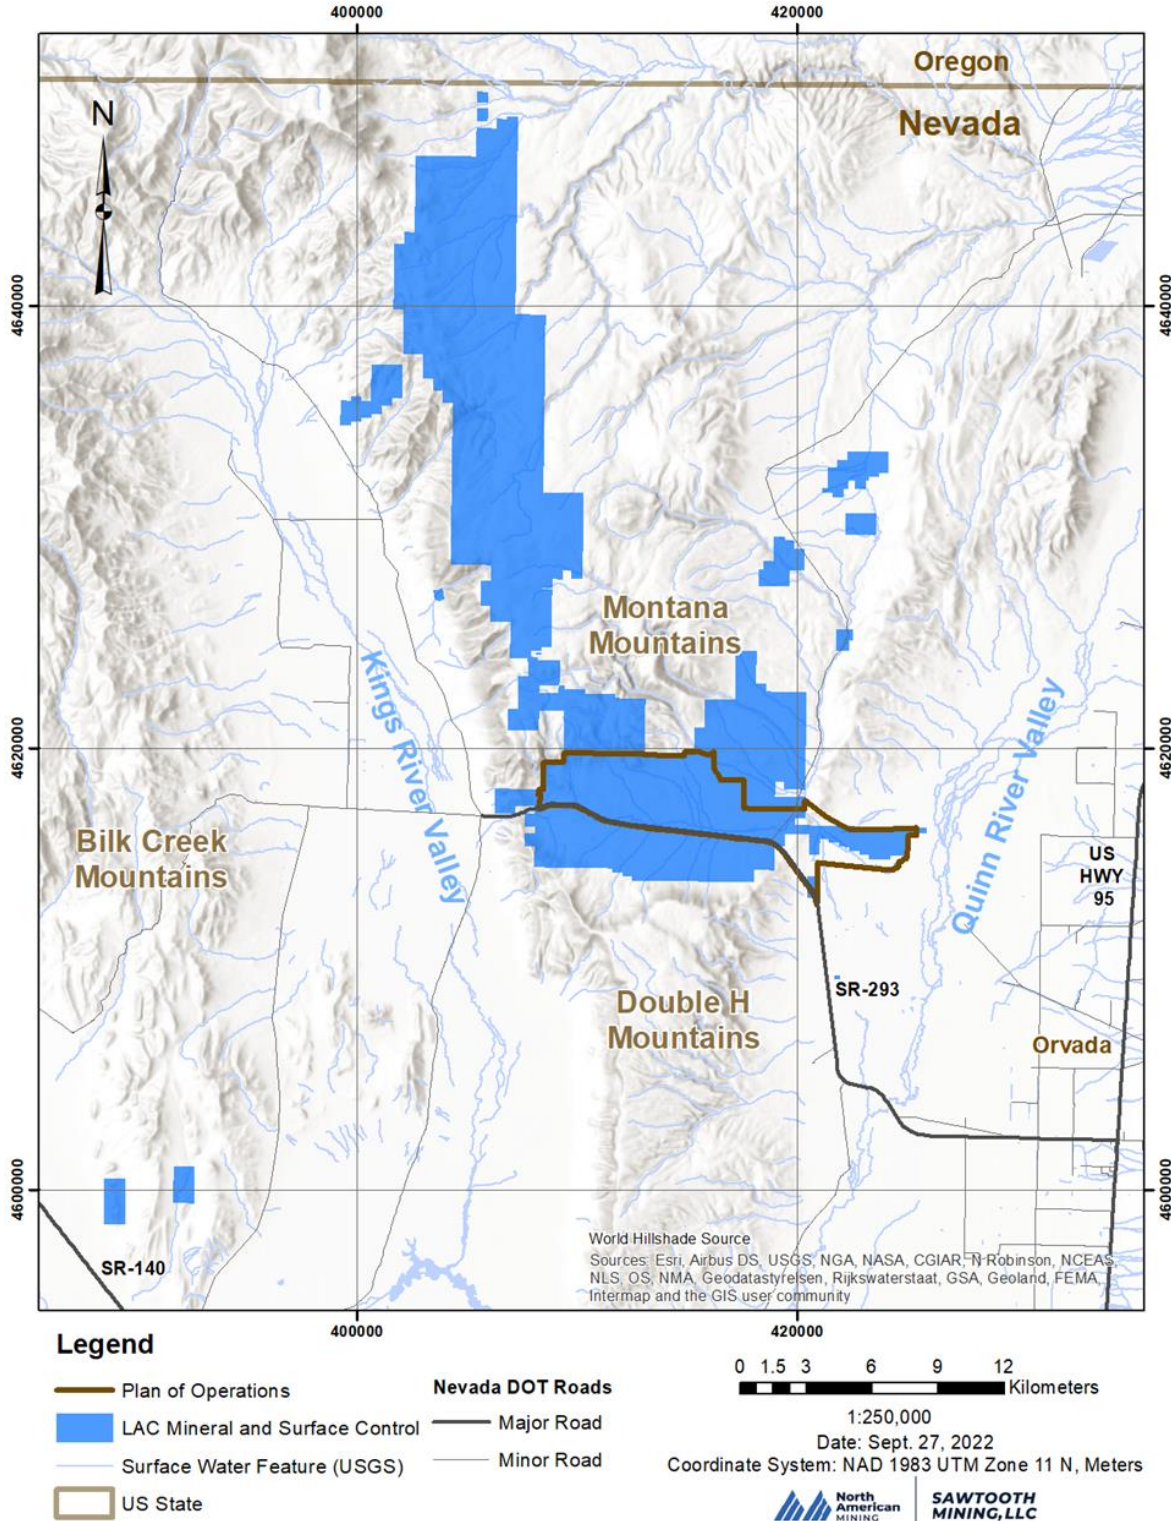 400000
420000
Oregon
Nevada
N
4640000
4640000
Montana
Mountains
Kings River Valley
4620000
4620000
Quinn River Valley
Bilk Creek
Mountains
US
HWY
95
SR-293
Double H
Mountains
Orvada
4600000
4600000
SR-140
World Hillshade Source
Sources: Esri, Airbus DS, USGS, NGA, NASA, CGIAR, N Robinson, NCEAS,
NLS, OS, NMA, Geodatastyrelsen, Rijkswaterstaat, GSA, Geoland, FEMA,
Intermap and the GIS user community
400000
420000
Legend
Plan of Operations
LAC Mineral and Surface Control
Surface Water Feature (USGS)
US State
Nevada DOT Roads
Major Road
Minor Road
0 1.5 3 6 9 12
Kilometers
1:250,000
Date: Sept. 27, 2022
Coordinate System: NAD 1983 UTM Zone 11 N, Meters
North
American
MINING
SAWTOOTH
MINING, LLC